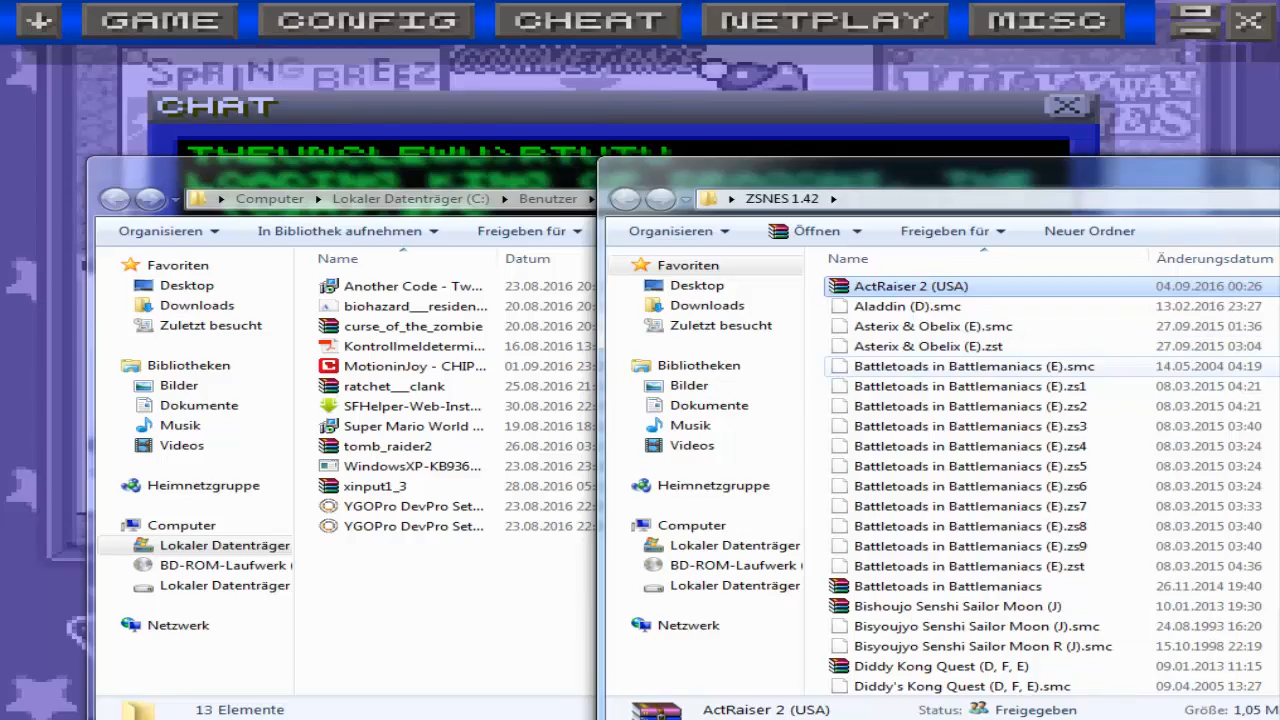 GAME CONFIG CHEAT NETPLAY MISC
SPRING BREEZ
CHAT
Computer Lokaler Datenträger (C:) Benutzer
Organisieren In Bibliothek aufnehmen Freigeben für
Name Datum
Favoriten
Desktop
Downloads
Zuletzt besucht
Bibliotheken
Bilder
Dokumente
Musik
Videos
Heimnetzgruppe
Computer
Lokaler Datenträger
BD-ROM-Laufwerk (
Lokaler Datenträger
Netzwerk
Another Code - Tw... 23.08.2016 20:
biohazard___residen... 20.08.2016 20:
curse_of_the_zombie 20.08.2016 20:
Kontrollmeldetermi... 16.08.2016 13:
MotioninJoy - CHIP... 01.09.2016 23:
ratchet__clank 25.08.2016 21:
SFHelper-Web-Inst... 30.08.2016 22:
Super Mario World ... 19.08.2016 18:
tomb_raider2 26.08.2016 03:
WindowsXP-KB936... 23.08.2016 23:
xinput1_3 28.08.2016 05:
YGOPro DevPro Set... 23.08.2016 22:
YGOPro DevPro Set... 23.08.2016 22:
13 Elemente
ZSNES 1.42
Organisieren Öffnen Freigeben für Neuer Ordner
Name Änderungsdatum
Favoriten
Desktop
Downloads
Zuletzt besucht
Bibliotheken
Bilder
Dokumente
Musik
Videos
Heimnetzgruppe
Computer
Lokaler Datenträger
BD-ROM-Laufwerk (
Lokaler Datenträger
Netzwerk
ActRaiser 2 (USA) 04.09.2016 00:26
Aladdin (D).smc 13.02.2016 23:27
Asterix & Obelix (E).smc 27.09.2015 01:36
Asterix & Obelix (E).zst 27.09.2015 03:04
Battletoads in Battlemaniacs (E).smc 14.05.2004 04:19
Battletoads in Battlemaniacs (E).zs1 08.03.2015 04:21
Battletoads in Battlemaniacs (E).zs2 08.03.2015 04:21
Battletoads in Battlemaniacs (E).zs3 08.03.2015 03:40
Battletoads in Battlemaniacs (E).zs4 08.03.2015 03:24
Battletoads in Battlemaniacs (E).zs5 08.03.2015 03:24
Battletoads in Battlemaniacs (E).zs6 08.03.2015 03:24
Battletoads in Battlemaniacs (E).zs7 08.03.2015 03:33
Battletoads in Battlemaniacs (E).zs8 08.03.2015 03:40
Battletoads in Battlemaniacs (E).zs9 08.03.2015 03:40
Battletoads in Battlemaniacs (E).zst 08.03.2015 04:36
Battletoads in Battlemaniacs 26.11.2014 19:40
Bishoujo Senshi Sailor Moon (J) 10.01.2013 19:30
Bisyoujyo Senshi Sailor Moon (J).smc 24.08.1993 16:20
Bisyoujyo Senshi Sailor Moon R (J).smc 15.10.1998 22:19
Diddy Kong Quest (D, F, E) 09.01.2013 11:15
Diddy's Kong Quest (D, F, E).smc 09.04.2005 13:27
ActRaiser 2 (USA) Status: Freigegeben Größe: 1,05 M